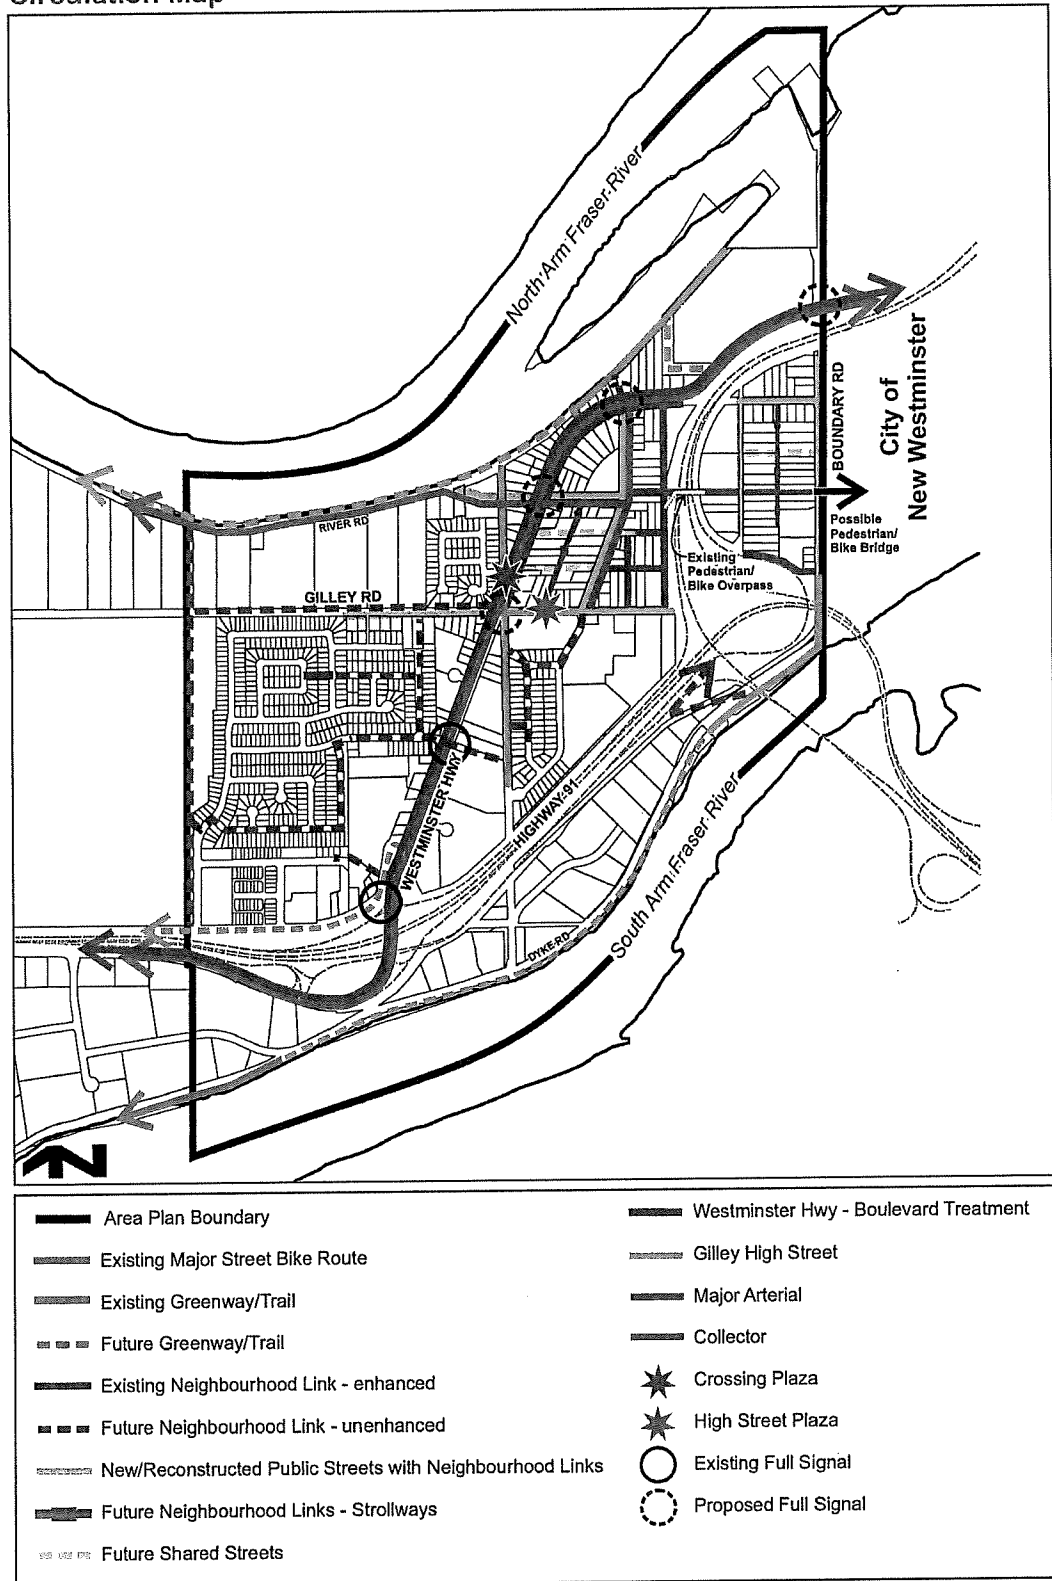 Circulation Map
North Arm Fraser River
City of
New Westminster
BOUNDARY RD
Possible
Pedestrian/
Bike Bridge
RIVER RD
Existing
Pedestrian/
Bike Overpass
GILLEY RD
WESTMINSTER HWY
HIGHWAY 91
South Arm Fraser River
DYKE RD
N
Area Plan Boundary
Existing Major Street Bike Route
Existing Greenway/Trail
Future Greenway/Trail
Existing Neighbourhood Link - enhanced
Future Neighbourhood Link - unenhanced
New/Reconstructed Public Streets with Neighbourhood Links
Future Neighbourhood Links - Strollways
Future Shared Streets
Westminster Hwy - Boulevard Treatment
Gilley High Street
Major Arterial
Collector
Crossing Plaza
High Street Plaza
Existing Full Signal
Proposed Full Signal